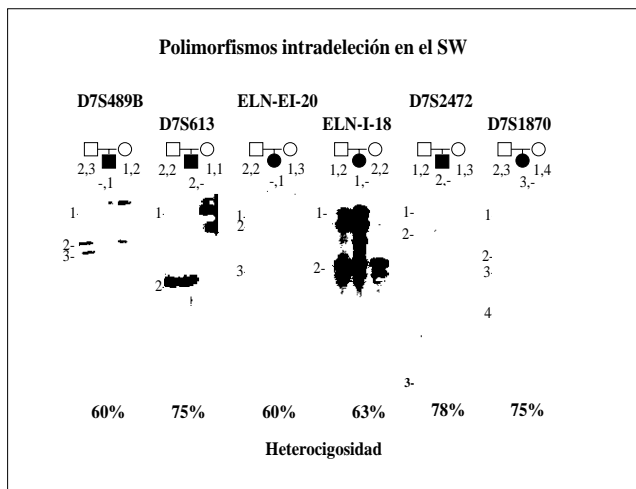 Polimorfismos intradeleción en el SW
D7S489B ELN-EI-20 D7S2472
D7S613 ELN-I-18 D7S1870
2,3 1,2 2,2 1,1 2,2 1,3 1,2 2,2 1,2 1,3 2,3 1,4
-,1 2,- -,1 1,- 2,- 3,-
1- 1- 1- 1- 1- 1
2 2-
2- 2- 2-
3- 3- 3
2- 4
3-
60% 75% 60% 63% 78% 75%
Heterocigosidad